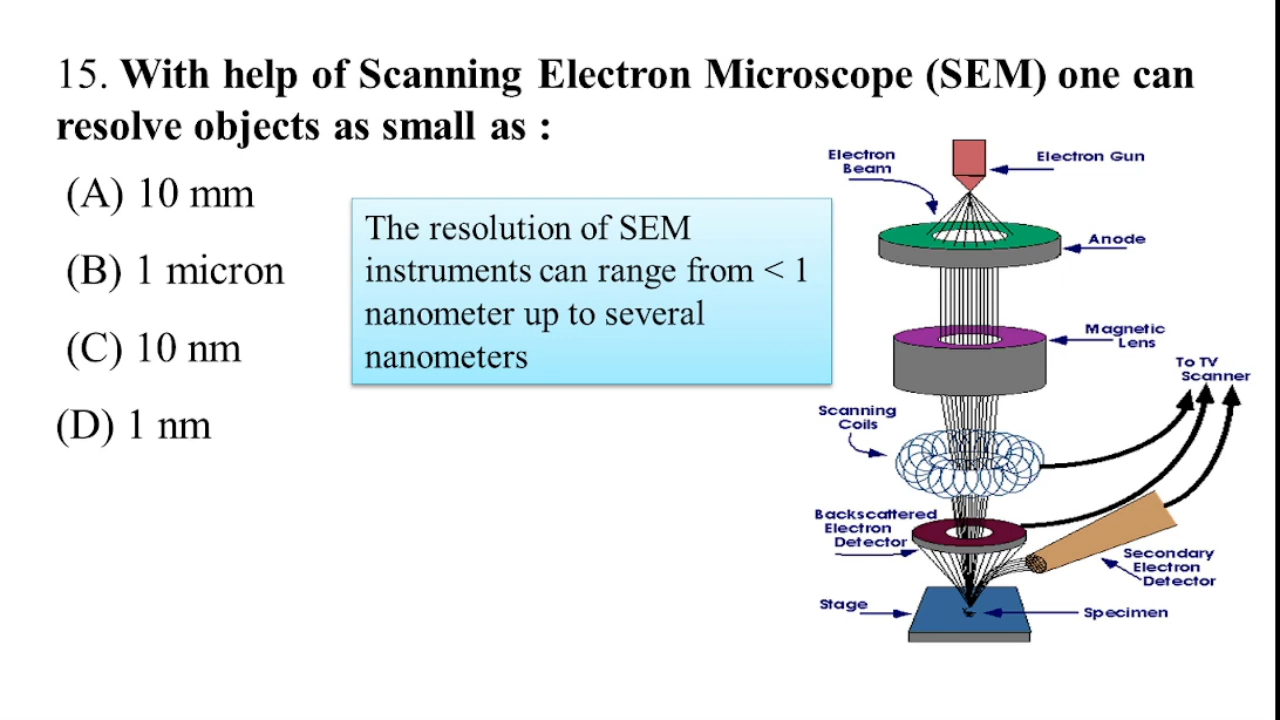 15. With help of Scanning Electron Microscope (SEM) one can
resolve objects as small as :
(A) 10 mm
(B) 1 micron
(C) 10 nm
(D) 1 nm
The resolution of SEM
instruments can range from < 1
nanometer up to several
nanometers
Electron
Beam
Electron Gun
Anode
Magnetic
Lens
To TV
Scanner
Scanning
Coils
Backscattered
Electron
Detector
Secondary
Electron
Detector
Stage
Specimen